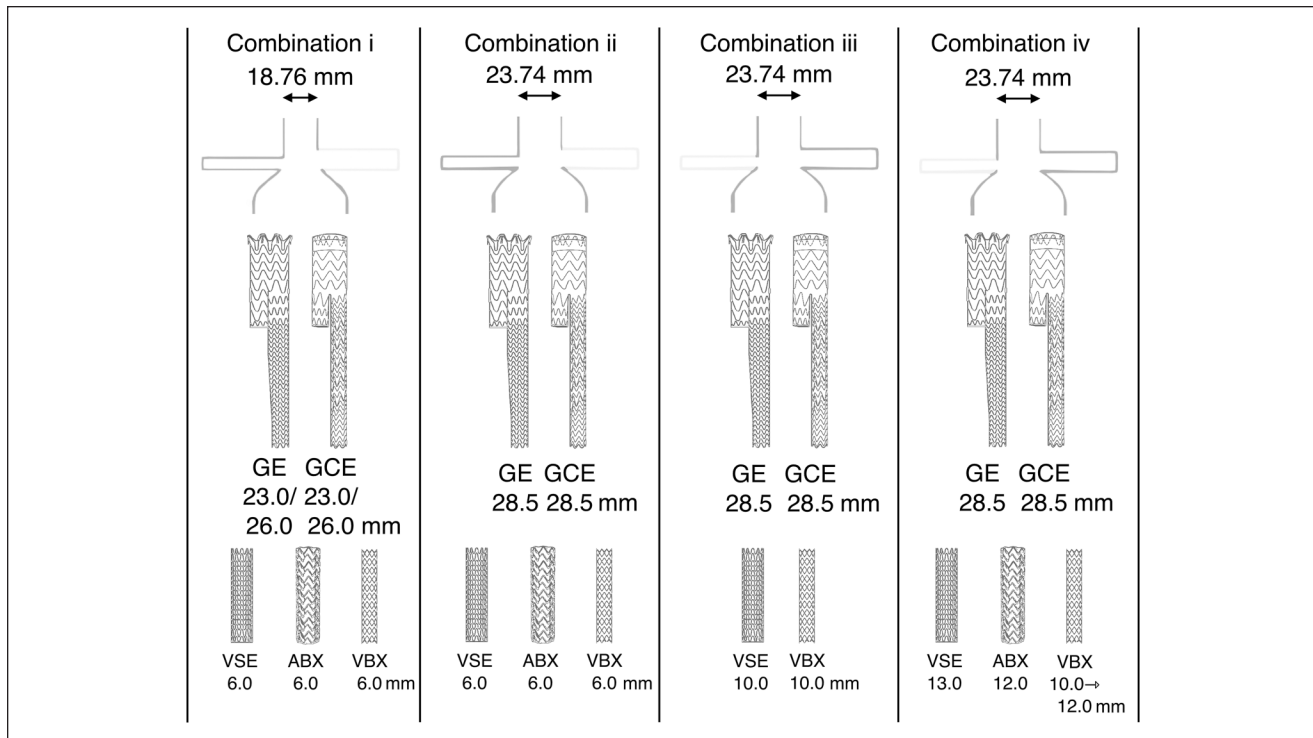 Combination i
18.76 mm
GE GCE
23.0/ 23.0/
26.0 26.0 mm
VSE ABX VBX
6.0 6.0 6.0 mm
Combination ii
23.74 mm
GE GCE
28.5 28.5 mm
VSE ABX VBX
6.0 6.0 6.0 mm
Combination iii
23.74 mm
GE GCE
28.5 28.5 mm
VSE VBX
10.0 10.0 mm
Combination iv
23.74 mm
GE GCE
28.5 28.5 mm
VSE ABX VBX
13.0 12.0 10.0→
12.0 mm